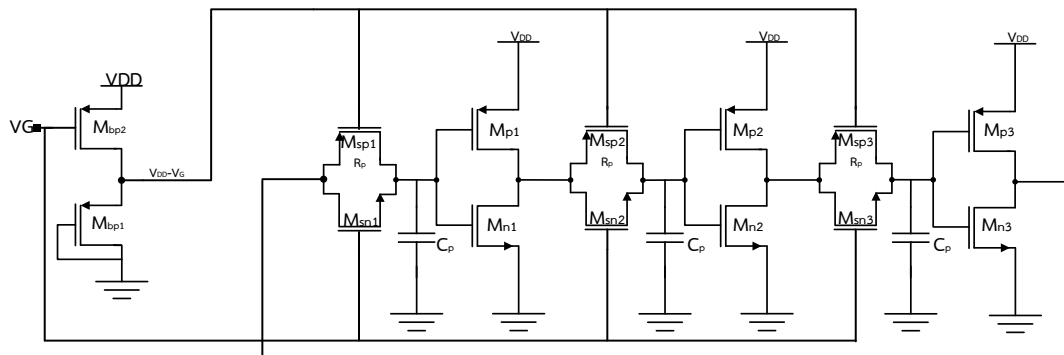 VDD VDD VDD
VDD
VG Mbp2 Msp1 Mp1 Msp2 Mp2 Msp3 Mp3
Rp Rp Rp
VDD-VG
Mbp1 Msn1 Mn1 Msn2 Mn2 Msn3 Mn3
Cp Cp Cp